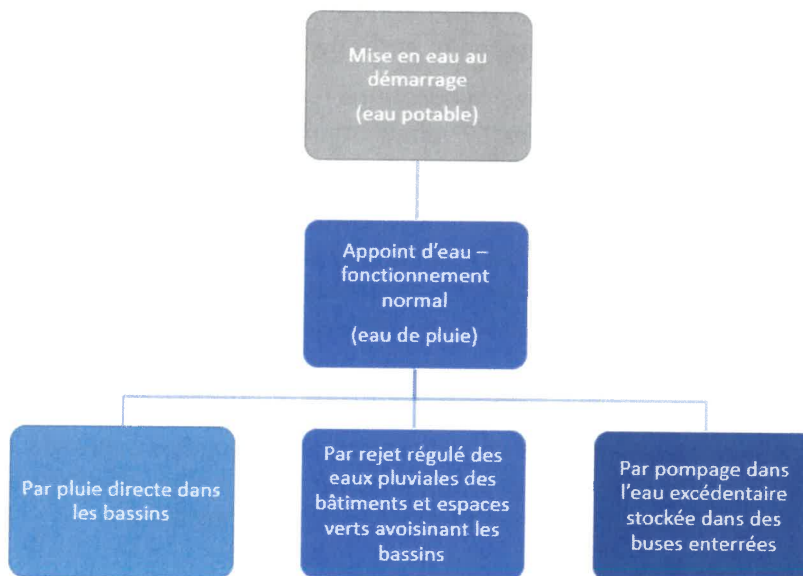 Mise en eau au
démarrage
(eau potable)
Appoint d'eau –
fonctionnement
normal
(eau de pluie)
Par pluie directe dans
les bassins
Par rejet régulé des
eaux pluviales des
bâtiments et espaces
verts avoisinant les
bassins
Par pompage dans
l'eau excédentaire
stockée dans des
buses enterrées